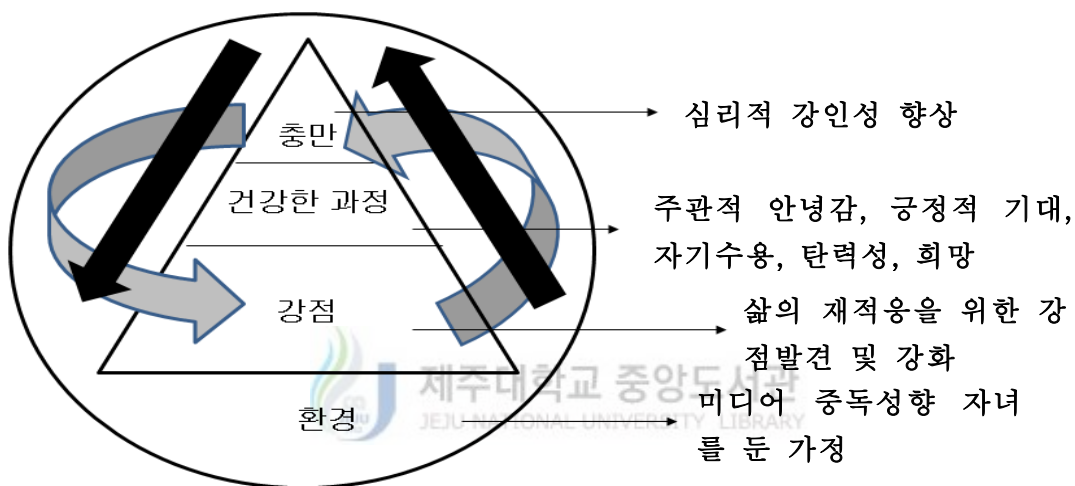 충만
심리적 강인성 향상
건강한 과정
주관적 안녕감, 긍정적 기대,
자기수용, 탄력성, 희망
강점
삶의 재적응을 위한 강
점발견 및 강화
제주대학교 중앙도서관
JEJU NATIONAL UNIVERSITY LIBRARY
환경
미디어 중독성향 자녀
를 둔 가정